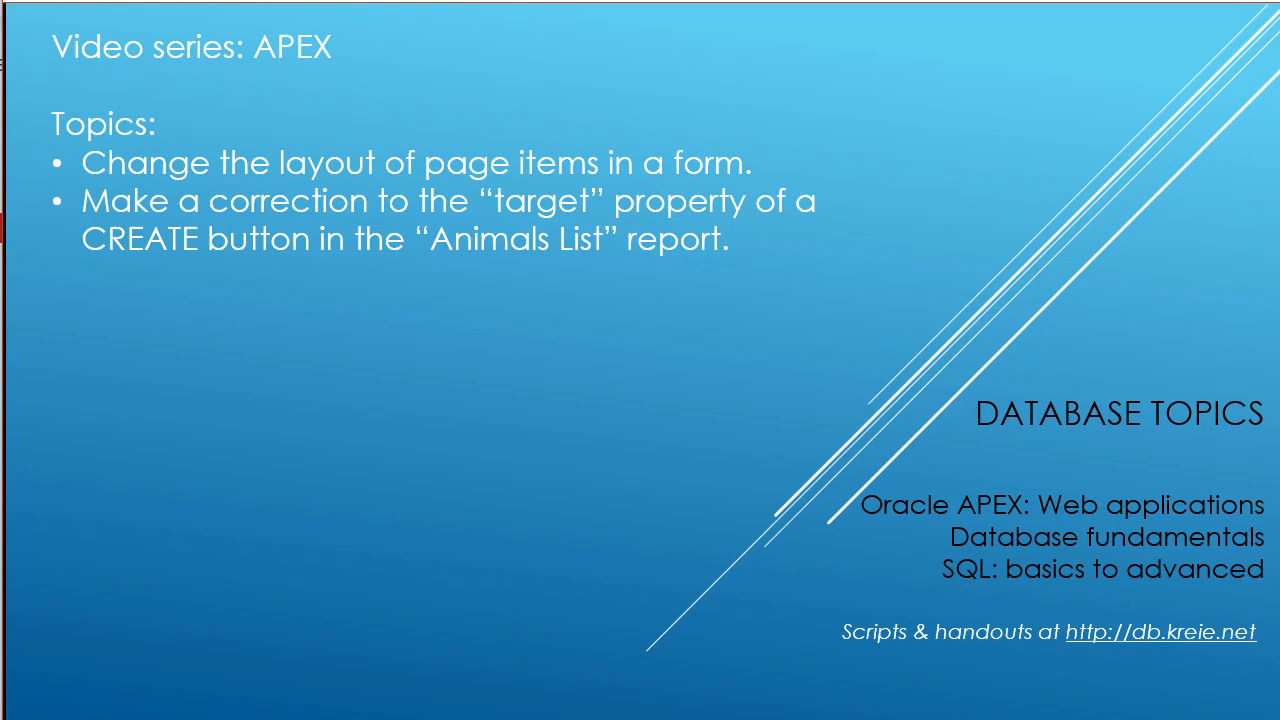 Video series: APEX
Topics:
• Change the layout of page items in a form.
• Make a correction to the “target” property of a
CREATE button in the “Animals List” report.
DATABASE TOPICS
Oracle APEX: Web applications
Database fundamentals
SQL: basics to advanced
Scripts & handouts at http://db.kreie.net